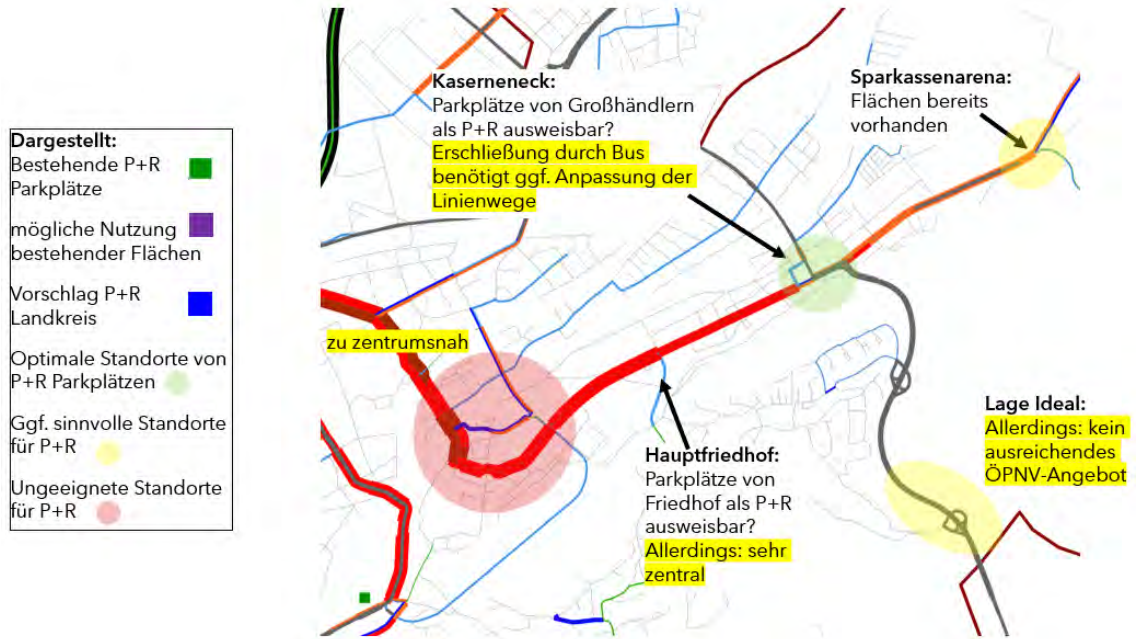 Dargestellt:
Bestehende P+R
Parkplätze
mögliche Nutzung
bestehender Flächen
Vorschlag P+R
Landkreis
Optimale Standorte von
P+R Parkplätzen
Ggf. sinnvolle Standorte
für P+R
Ungeeignete Standorte
für P+R
Kaserneneck:
Parkplätze von Großhändlern
als P+R ausweisbar?
Erschließung durch Bus
benötigt ggf. Anpassung der
Linienwege
Sparkassenarena:
Flächen bereits
vorhanden
zu zentrumsnah
Hauptfriedhof:
Parkplätze von
Friedhof als P+R
ausweisbar?
Allerdings: sehr
zentral
Lage Ideal:
Allerdings: kein
ausreichendes
ÖPNV-Angebot